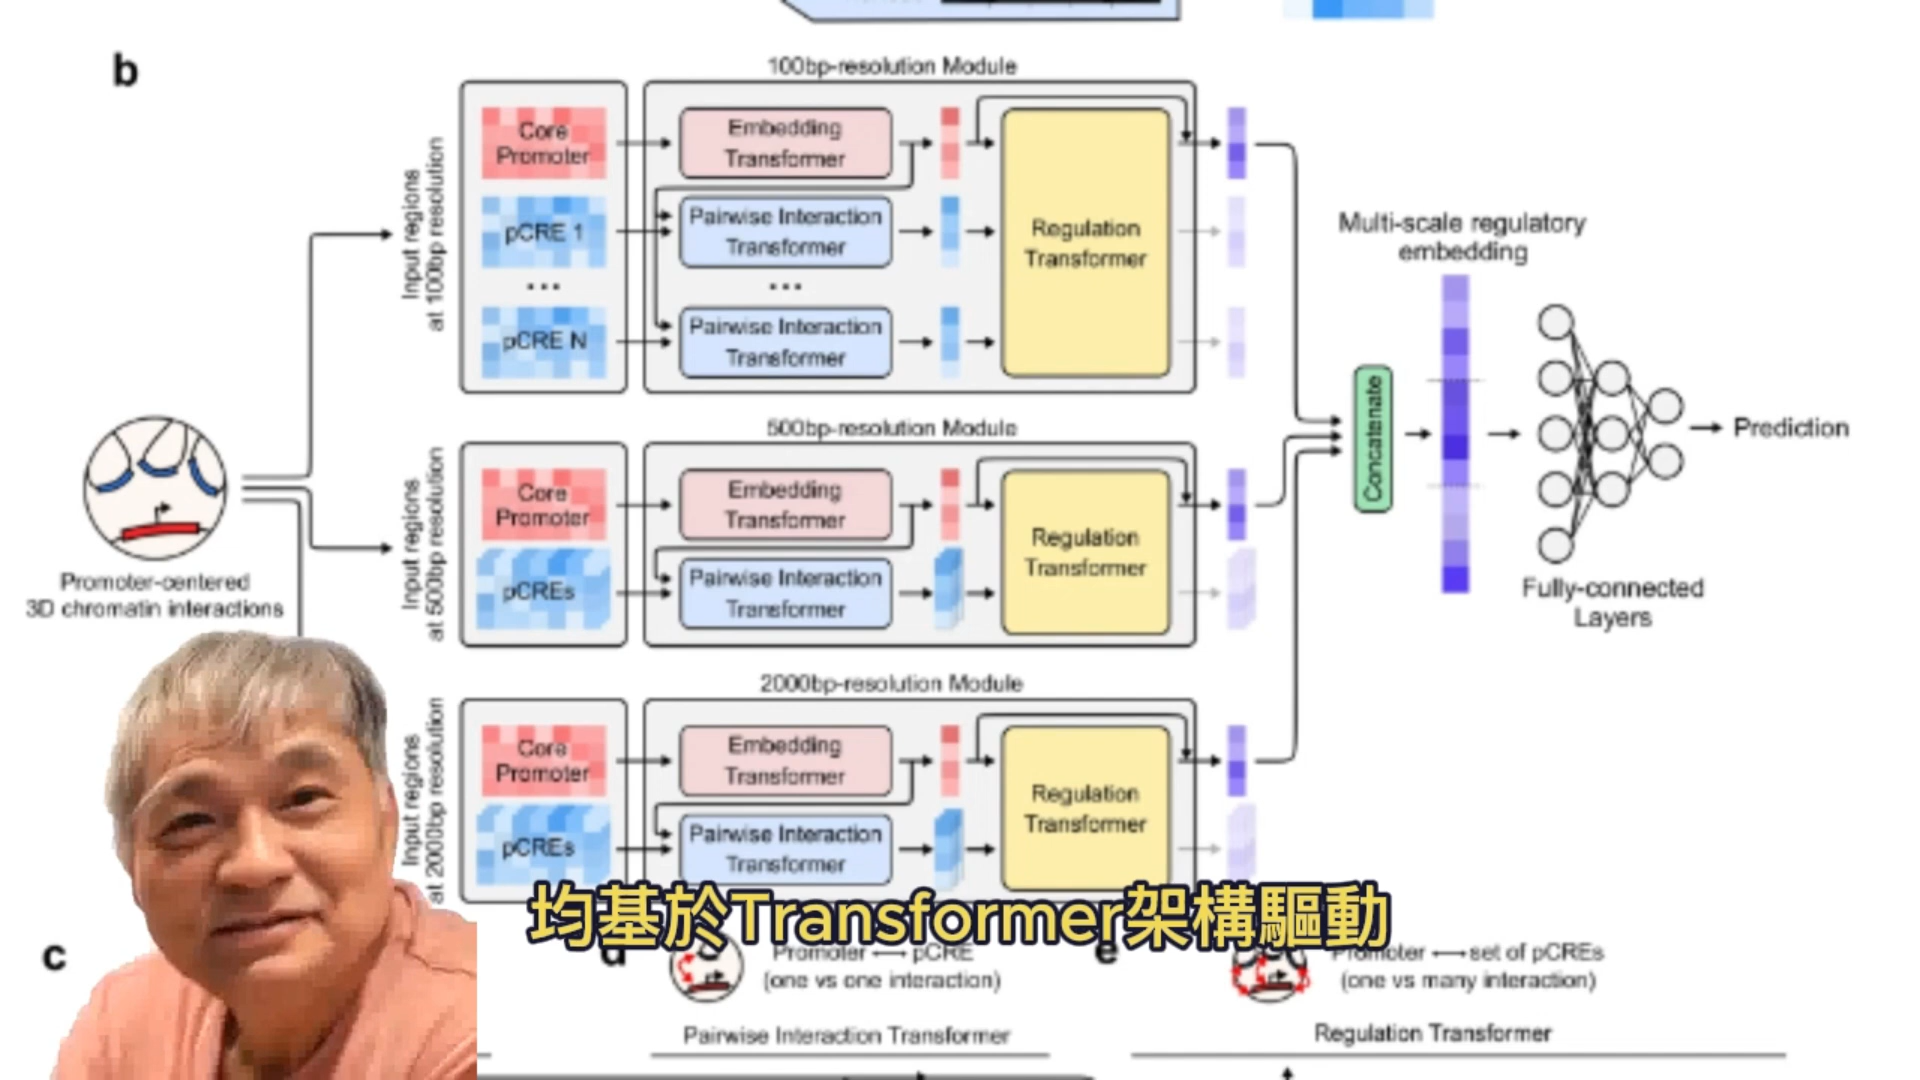 b
100bp-resolution Module
Input regions
at 100bp resolution
Core
Promoter
pCRE 1
...
pCRE N
Embedding
Transformer
Pairwise Interaction
Transformer
...
Pairwise Interaction
Transformer
Regulation
Transformer
500bp-resolution Module
Input regions
at 500bp resolution
Core
Promoter
pCREs
Embedding
Transformer
Pairwise Interaction
Transformer
Regulation
Transformer
2000bp-resolution Module
Input regions
at 2000bp resolution
Core
Promoter
pCREs
Embedding
Transformer
Pairwise Interaction
Transformer
Regulation
Transformer
Promoter-centered
3D chromatin interactions
Concatenate
Multi-scale regulatory
embedding
Fully-connected
Layers
Prediction
均基於Transformer架構驅動
c
d
Promoter ⟷ pCRE
(one vs one interaction)
Pairwise Interaction Transformer
e
Promoter ⟷ set of pCREs
(one vs many interaction)
Regulation Transformer